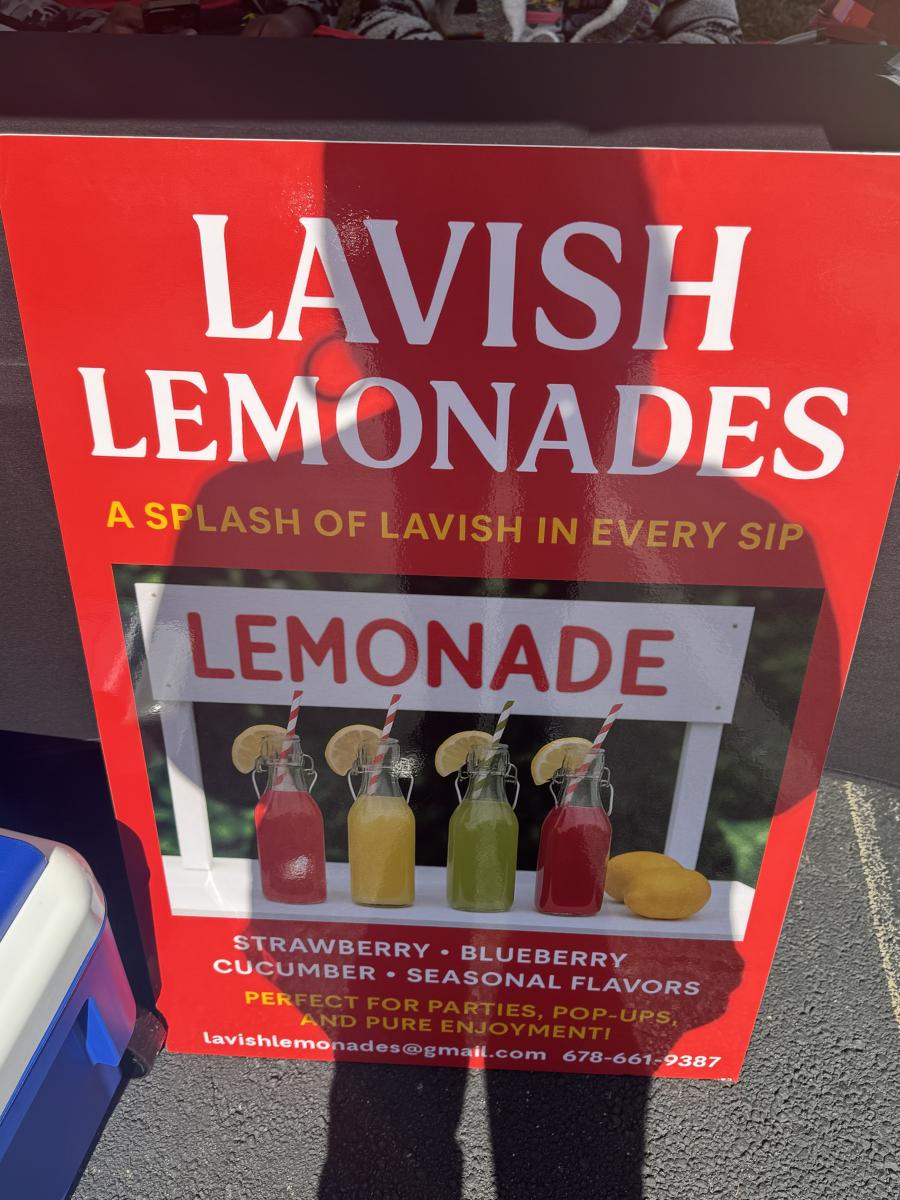 LAVISH
LEMONADES
A SPLASH OF LAVISH IN EVERY SIP
LEMONADE
STRAWBERRY • BLUEBERRY
CUCUMBER • SEASONAL FLAVORS
PERFECT FOR PARTIES, POP-UPS,
AND PURE ENJOYMENT!
lavishlemonades@gmail.com 678-661-9387